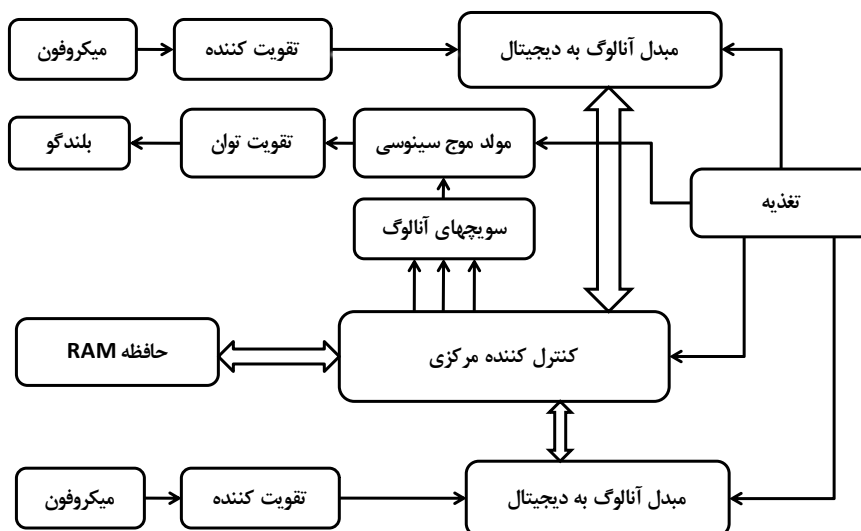 میکروفون
تقویت کننده
مبدل آنالوگ به دیجیتال
بلندگو
تقویت توان
مولد موج سینوسی
تغذیه
سویچهای آنالوگ
حافظه RAM
کنترل کننده مرکزی
میکروفون
تقویت کننده
مبدل آنالوگ به دیجیتال